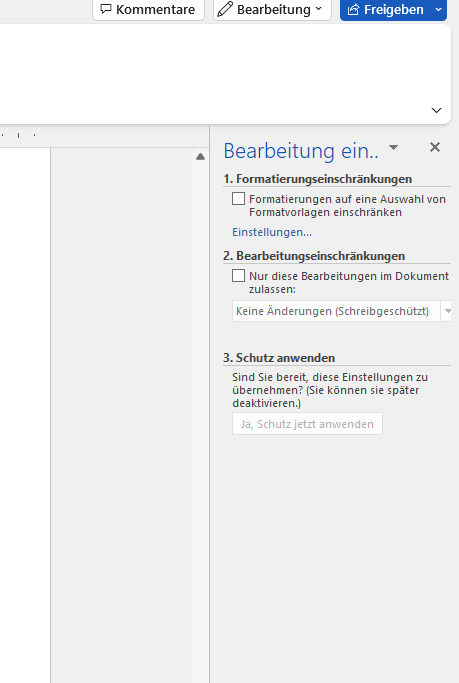 Kommentare
Bearbeitung
Freigeben
Bearbeitung ein..
1. Formatierungseinschränkungen
Formatierungen auf eine Auswahl von
Formatvorlagen einschränken
Einstellungen...
2. Bearbeitungseinschränkungen
Nur diese Bearbeitungen im Dokument
zulassen:
Keine Änderungen (Schreibgeschützt)
3. Schutz anwenden
Sind Sie bereit, diese Einstellungen zu
übernehmen? (Sie können sie später
deaktivieren.)
Ja, Schutz jetzt anwenden